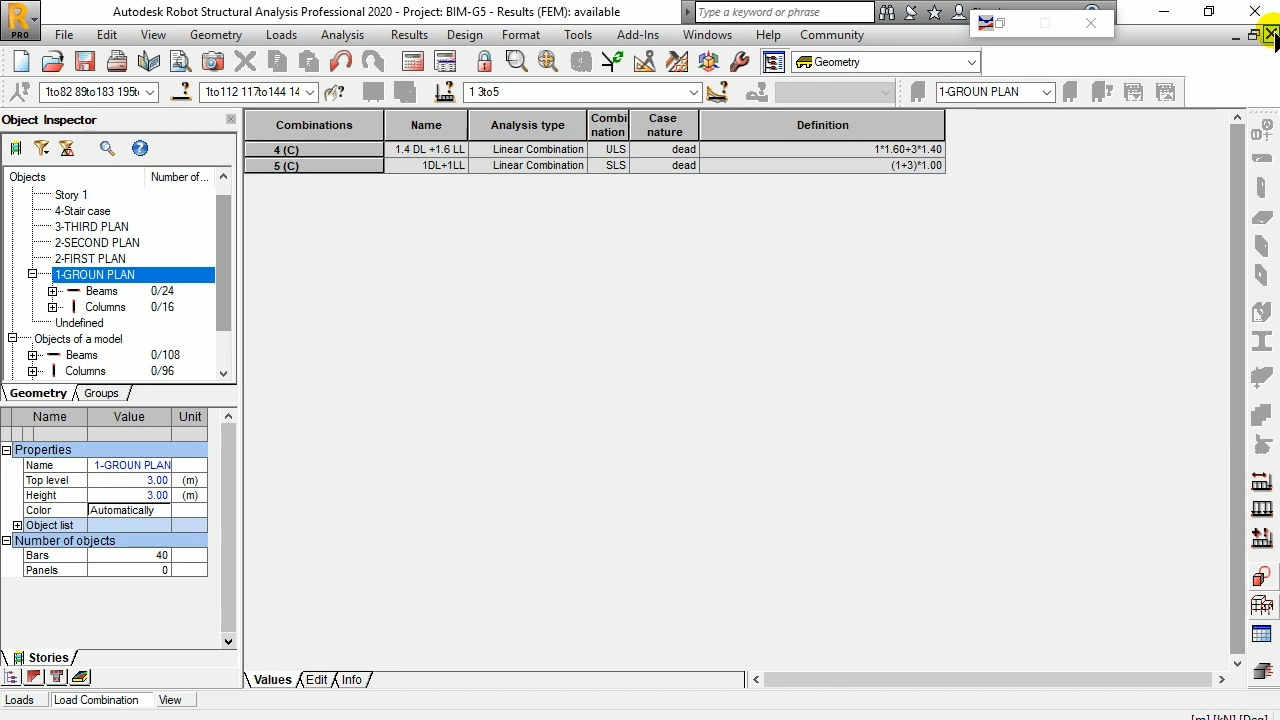 Autodesk Robot Structural Analysis Professional 2020 - Project: BIM-G5 - Results (FEM): available
Type a keyword or phrase
PRO
File Edit View Geometry Analysis Results Design Format Tools Add-Ins Windows Help Community
Geometry
1to82 89to183 195t
1to112 117to144 14
1 3to5
1-GROUN PLAN
Object Inspector
Objects Number of...
Story 1
4-Stair case
3-THIRD PLAN
2-SECOND PLAN
2-FIRST PLAN
1-GROUN PLAN
Beams 0/24
Columns 0/16
Undefined
Objects of a model
Beams 0/108
Columns 0/96
Geometry Groups
Name Value Unit
Properties
Name 1-GROUN PLAN
Top level 3.00 (m)
Height 3.00 (m)
Color Automatically
Object list
Number of objects
Bars 40
Panels 0
Stories
Combinations Name Analysis type Combi nation Case nature Definition
4 (C) 1.4 DL +1.6 LL Linear Combination ULS dead 1*1.60+3*1.40
5 (C) 1DL+1LL Linear Combination SLS dead (1+3)*1.00
Values Edit Info
Loads Load Combination View